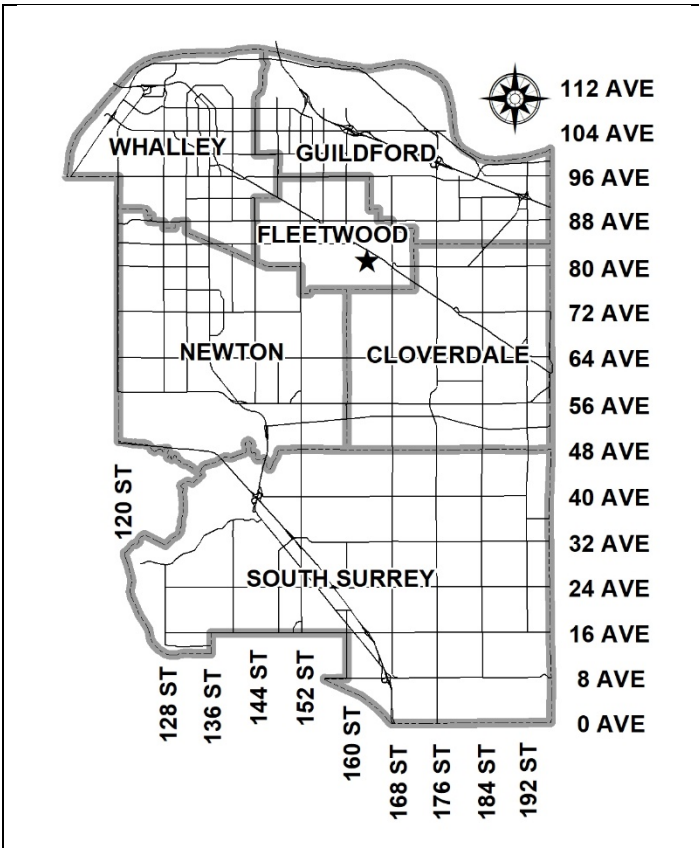 112 AVE
104 AVE
WHALLEY
GUILDFORD
96 AVE
88 AVE
FLEETWOOD
80 AVE
72 AVE
NEWTON
CLOVERDALE
64 AVE
56 AVE
48 AVE
120 ST
40 AVE
32 AVE
SOUTH SURREY
24 AVE
16 AVE
8 AVE
0 AVE
128 ST
136 ST
144 ST
152 ST
160 ST
168 ST
176 ST
184 ST
192 ST